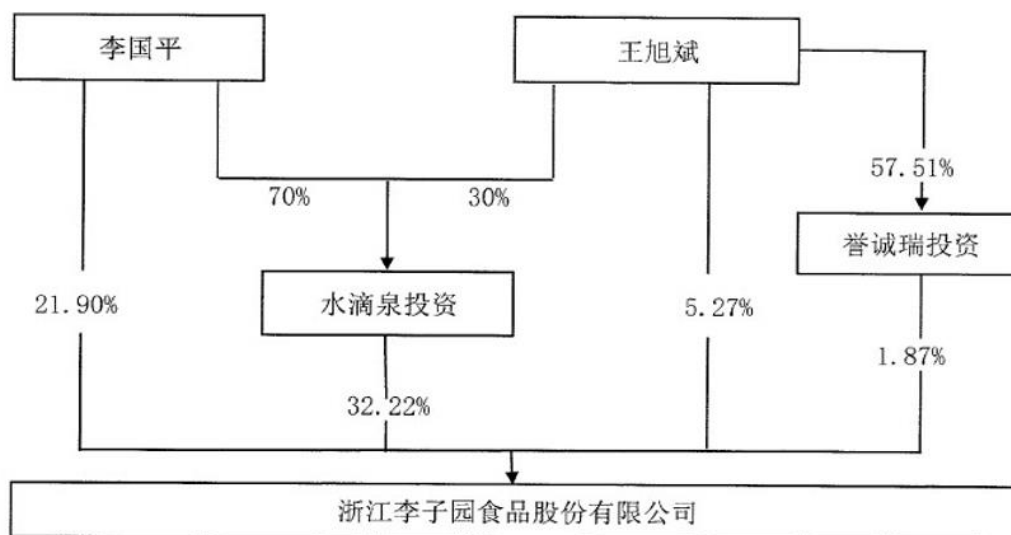 李国平
王旭斌
57.51%
70%
30%
誉诚瑞投资
21.90%
水滴泉投资
5.27%
1.87%
32.22%
浙江李子园食品股份有限公司